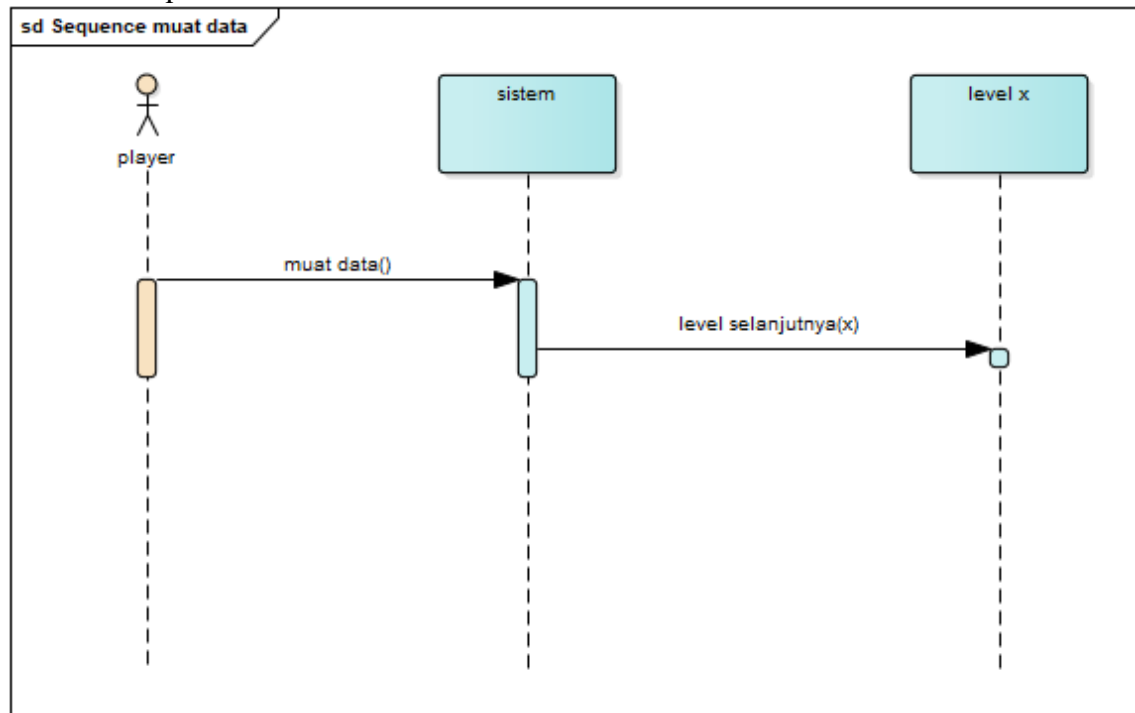 sd Sequence muat data
sistem
level x
player
muat data()
level selanjutnya(x)